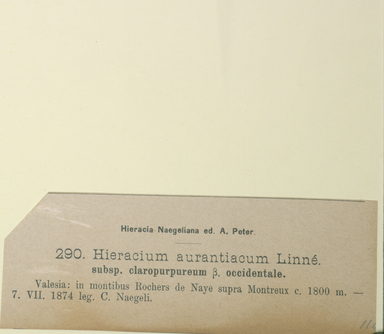 Hieracia Naegeliana ed. A. Peter.
290. Hieracium aurantiacum Linné.
subsp. claropurpureum β. occidentale.
Valesia: in montibus Rochers de Naye supra Montreux c. 1800 m. —
7. VII. 1874 leg. C. Naegeli.